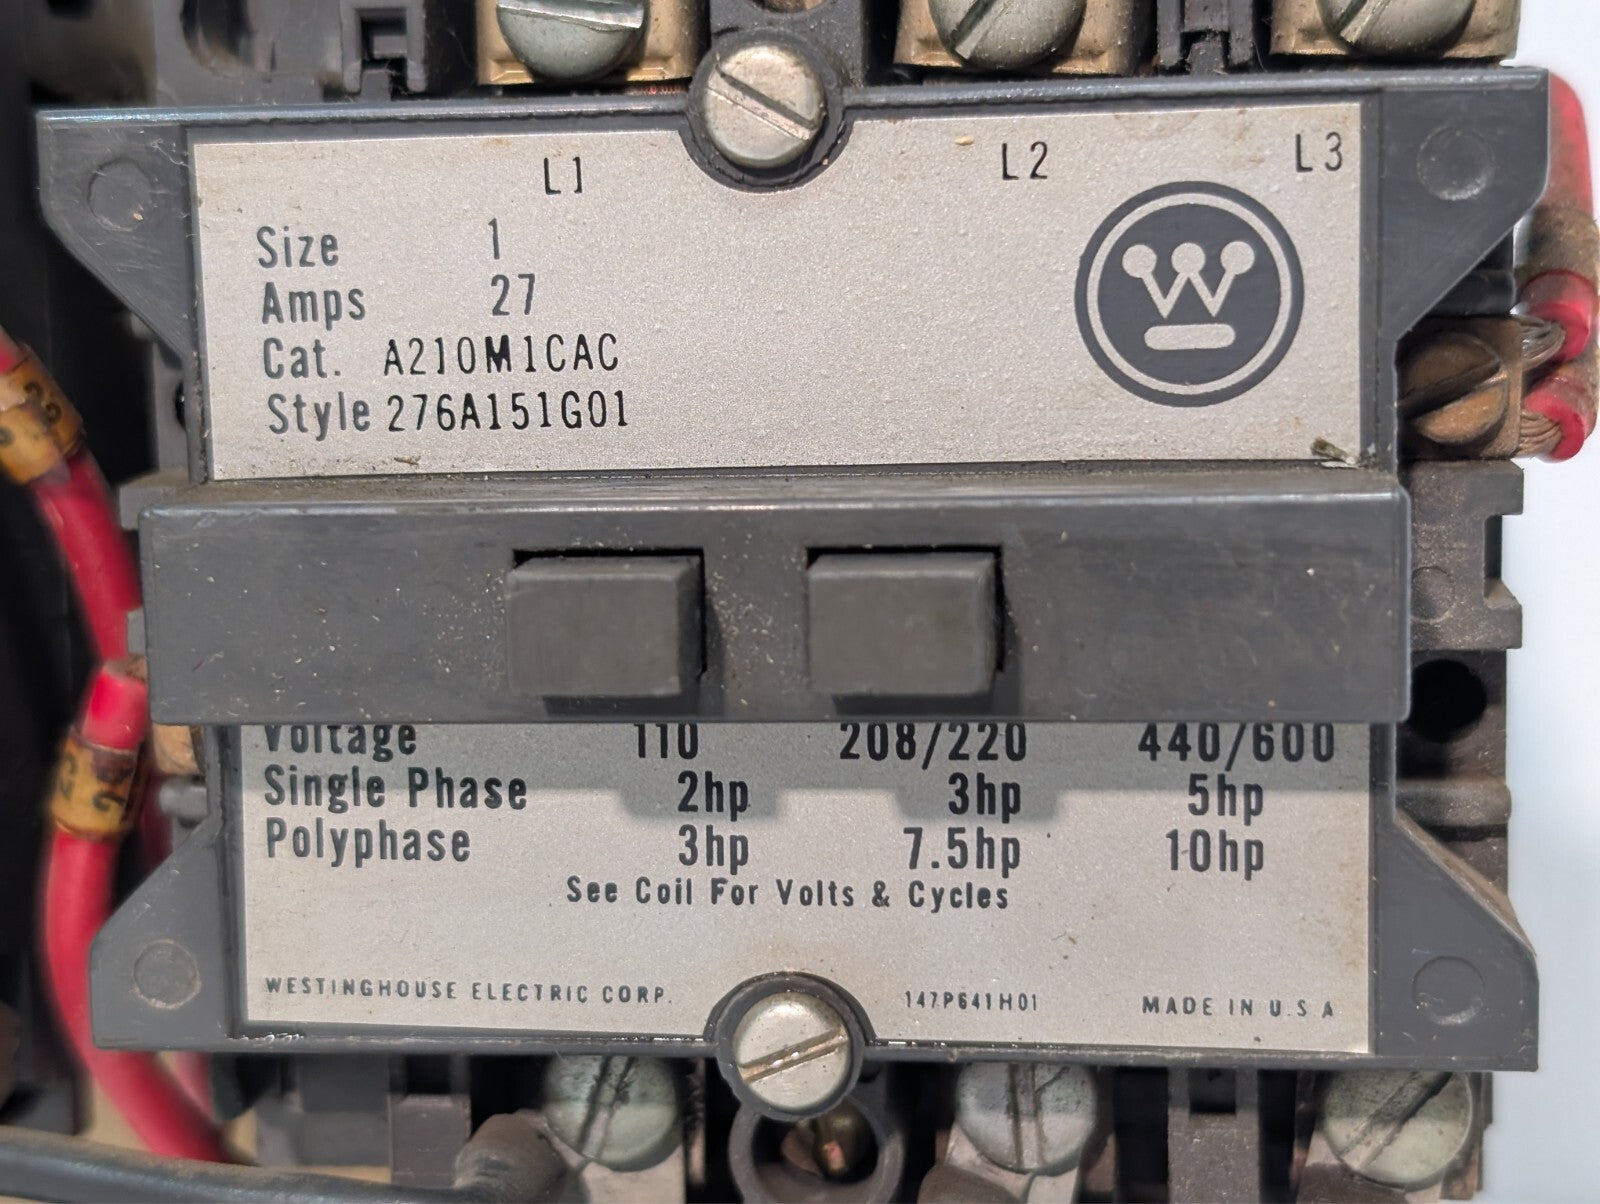 L1 L2 L3
Size 1
Amps 27
Cat. A210M1CAC
Style 276A151G01
W
Voltage 110 208/220 440/600
Single Phase 2hp 3hp 5hp
Polyphase 3hp 7.5hp 10hp
See Coil For Volts & Cycles
WESTINGHOUSE ELECTRIC CORP. 147P641H01 MADE IN U.S.A